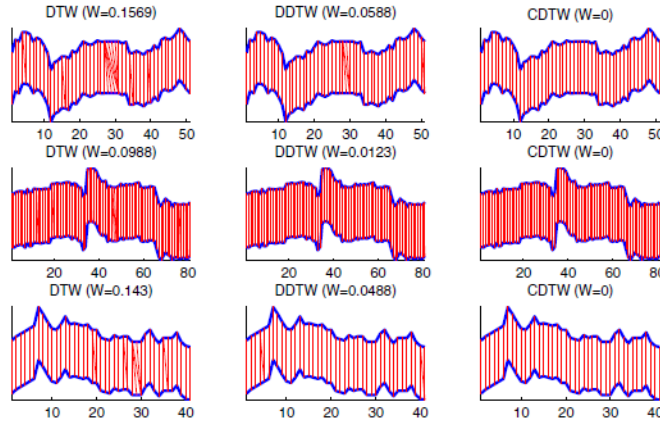 DTW (W=0.1569) DDTW (W=0.0588) CDTW (W=0)
10 20 30 40 50 10 20 30 40 50 10 20 30 40 50
DTW (W=0.0988) DDTW (W=0.0123) CDTW (W=0)
20 40 60 80 20 40 60 80 20 40 60 80
DTW (W=0.143) DDTW (W=0.0488) CDTW (W=0)
10 20 30 40 10 20 30 40 10 20 30 40